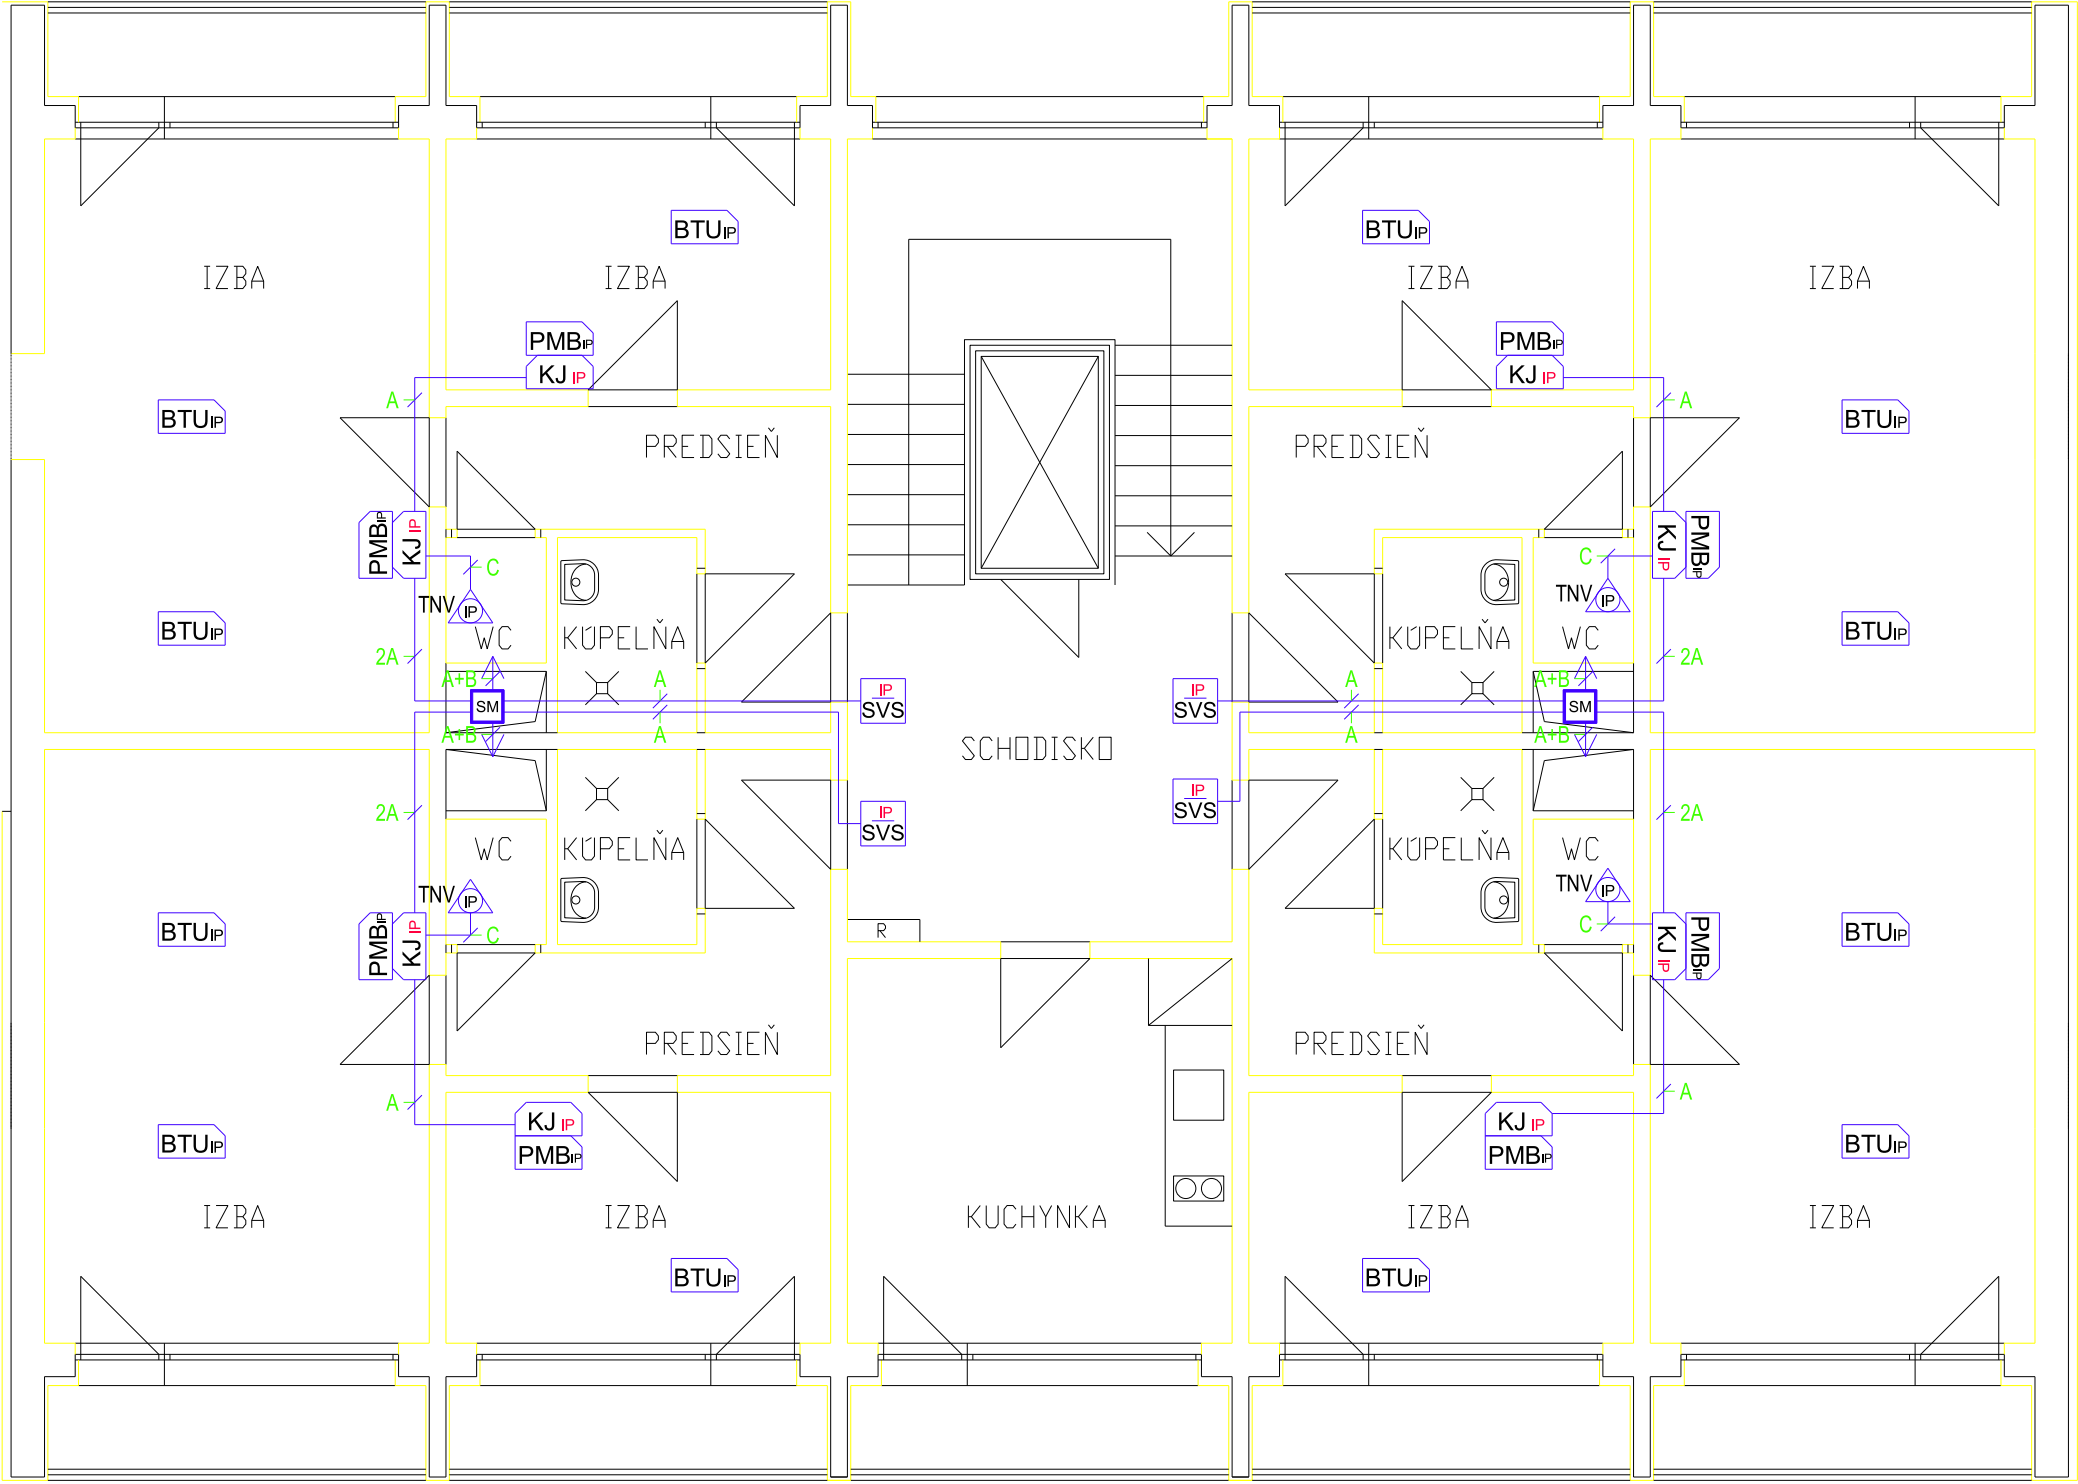 BTUIP
BTUIP
IZBA
IZBA
IZBA
IZBA
PMBIP
PMBIP
KJ IP
KJ IP
A
A
BTUIP
BTUIP
PREDSIEŇ
PREDSIEŇ
PMBIP
KJ IP
KJ IP
PMBIP
C
C
TNV
IP
TNV
IP
BTUIP
WC
KÚPELŇA
KÚPELŇA
WC
BTUIP
2A
2A
A+B
A
A
A+B
SM
IP
SVS
IP
SVS
SM
A+B
A
A
A+B
SCHODISKO
2A
IP
SVS
IP
SVS
2A
WC
KÚPELŇA
KÚPELŇA
WC
TNV
IP
TNV
IP
BTUIP
PMBIP
KJ IP
C
R
C
KJ IP
PMBIP
BTUIP
PREDSIEŇ
PREDSIEŇ
A
A
KJ IP
KJ IP
BTUIP
PMBIP
PMBIP
BTUIP
IZBA
IZBA
KUCHYNKA
IZBA
IZBA
BTUIP
BTUIP